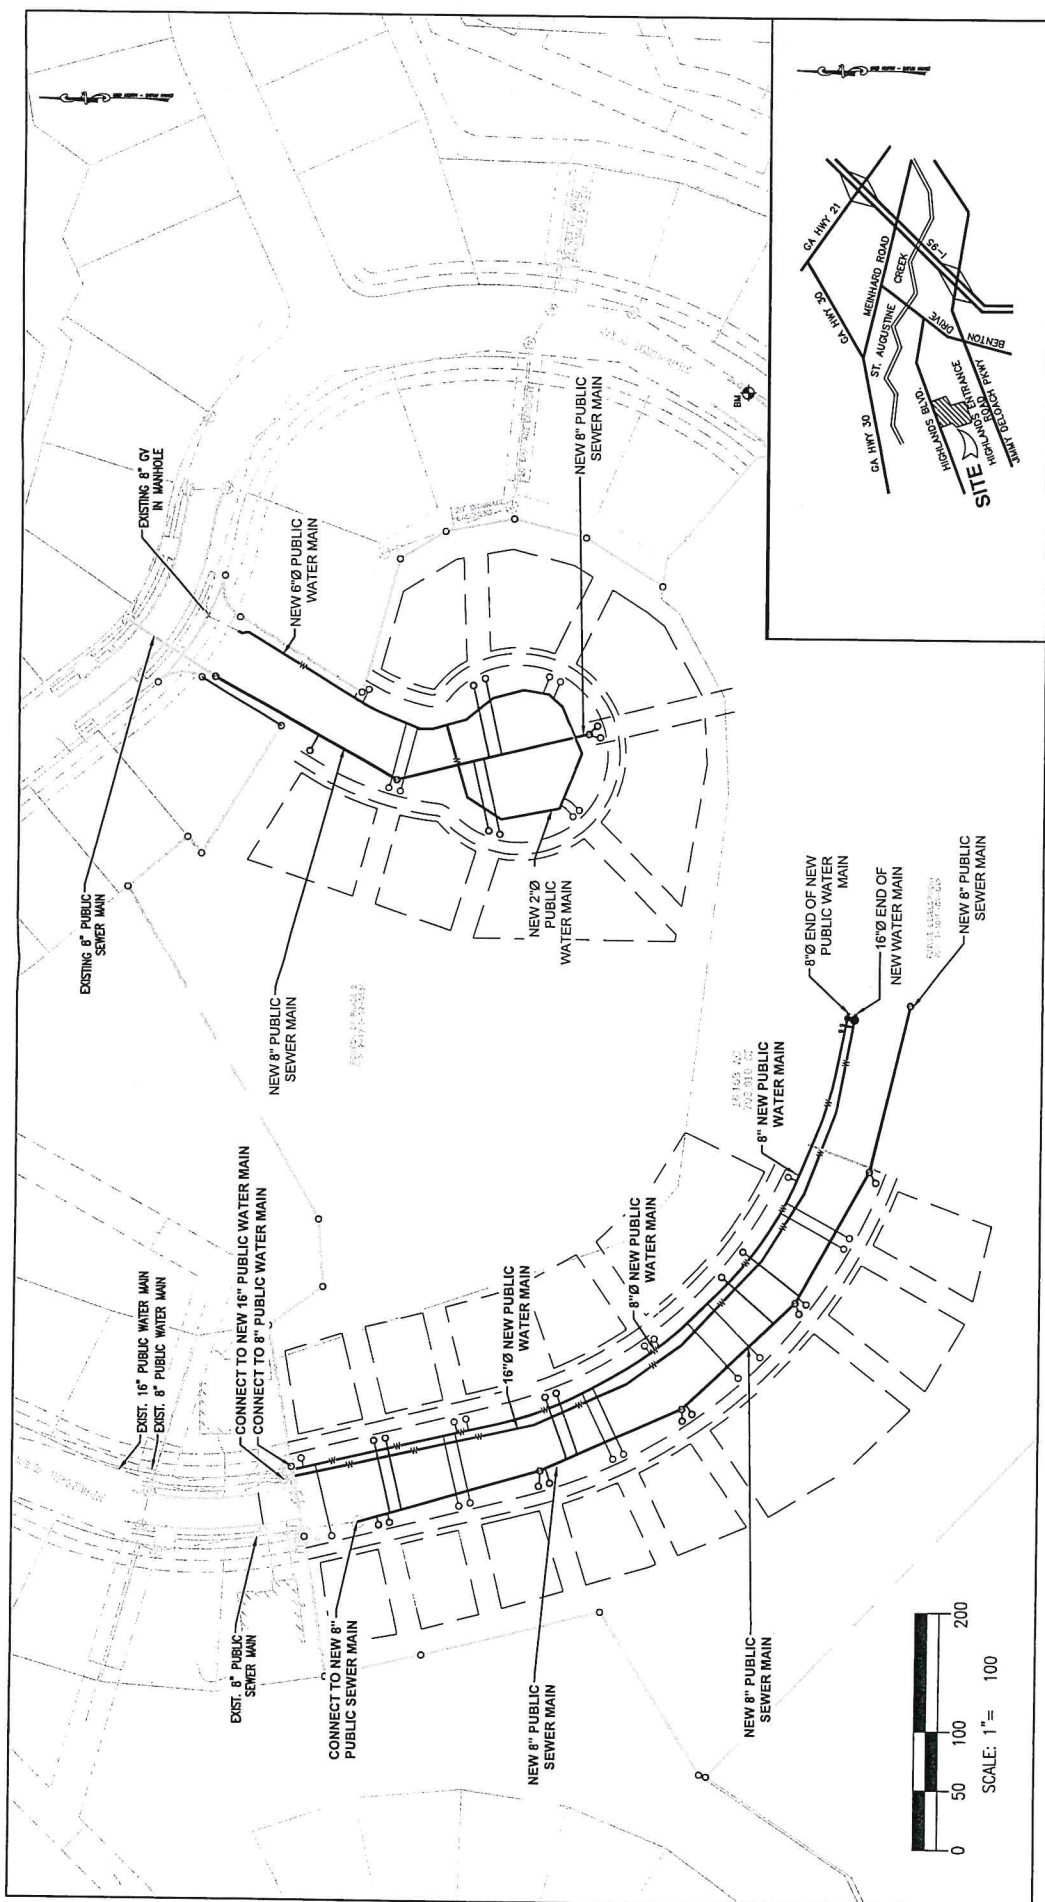 EXISTING 8" GV
IN MANHOLE
NEW 6"Ø PUBLIC
WATER MAIN
NEW 8" PUBLIC
SEWER MAIN
BM
EXISTING 8" PUBLIC
SEWER MAIN
NEW 8" PUBLIC
SEWER MAIN
NEW 2"Ø
PUBLIC
WATER MAIN
EXIST. 16" PUBLIC WATER MAIN
EXIST. 8" PUBLIC WATER MAIN
CONNECT TO NEW 16" PUBLIC WATER MAIN
CONNECT TO 8" PUBLIC WATER MAIN
16"Ø NEW PUBLIC
WATER MAIN
8"Ø NEW PUBLIC
WATER MAIN
8" NEW PUBLIC
WATER MAIN
8"Ø END OF NEW
PUBLIC WATER
MAIN
16"Ø END OF
NEW WATER MAIN
NEW 8" PUBLIC
SEWER MAIN
EXIST. 8" PUBLIC
SEWER MAIN
CONNECT TO NEW 8"
PUBLIC SEWER MAIN
NEW 8" PUBLIC
SEWER MAIN
NEW 8" PUBLIC
SEWER MAIN
0 50 100 200
SCALE: 1"= 100
GA HWY 21
GA HWY 30
MEINHARD ROAD
I-95
ST. AUGUSTINE CREEK
GA HWY 30
BENTON DRIVE
HIGHLANDS BLVD.
HIGHLANDS ENTRANCE
ROAD
JIMMY DELOACH PKWY
SITE